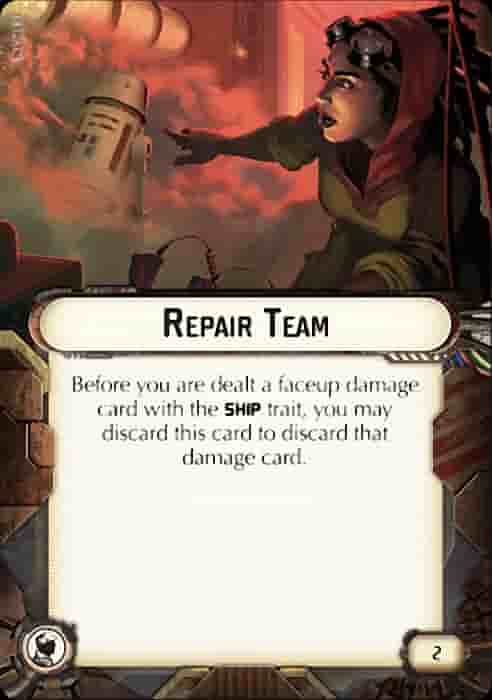 REPAIR TEAM
Before you are dealt a faceup damage
card with the SHIP trait, you may
discard this card to discard that
damage card.
2